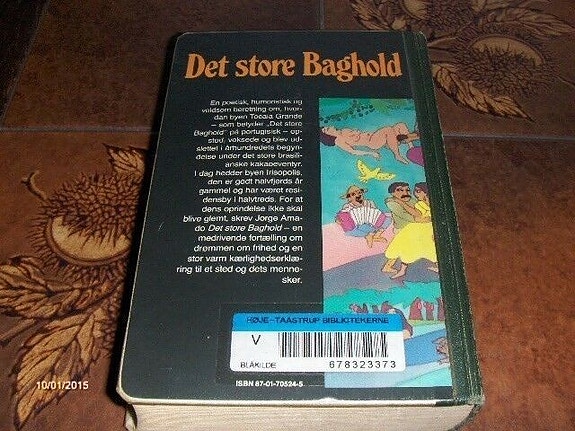 Det store Baghold
En poetisk, humoristisk og
voldsom beretning om, hvor-
dan byen Tocaia Grande
– som betyder „Det store
Baghold" på portugisisk – op-
stod, voksede og blev ud-
slettet i århundredets begyn-
delse under det store brasili-
anske kakaoeventyr.
I dag hedder byen Irisopolis,
den er godt halvfjerds år
gammel og har været resi-
densby i halvtreds. For at
dens oprindelse ikke skal
blive glemt, skrev Jorge Ama-
do Det store Baghold – en
medrivende fortælling om
drømmen om frihed og en
stor varm kærlighedserklæ-
ring til et sted og dets menne-
sker.
HØJE-TAASTRUP BIBLIOTEKERNE
V
BLÅKILDE 678323373
ISBN 87-01-70524-5
10/01/2015